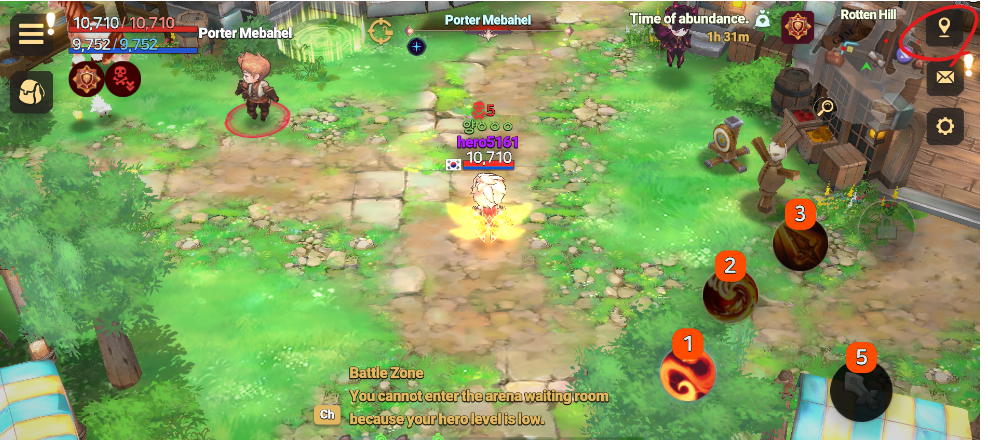 10,710 / 10,710
9,752 / 9,752
Porter Mebahel
Porter Mebahel
Time of abundance.
1h 31m
Rotten Hill
5
hero5161
10,710
3
2
1
5
Battle Zone
You cannot enter the arena waiting room
Ch
because your hero level is low.